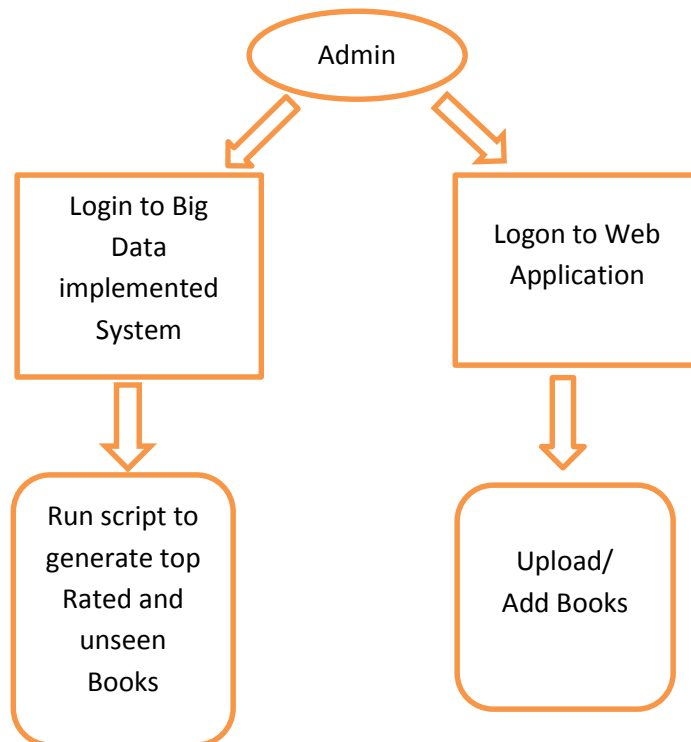 Admin
Login to Big
Data
implemented
System
Logon to Web
Application
Run script to
generate top
Rated and
unseen
Books
Upload/
Add Books